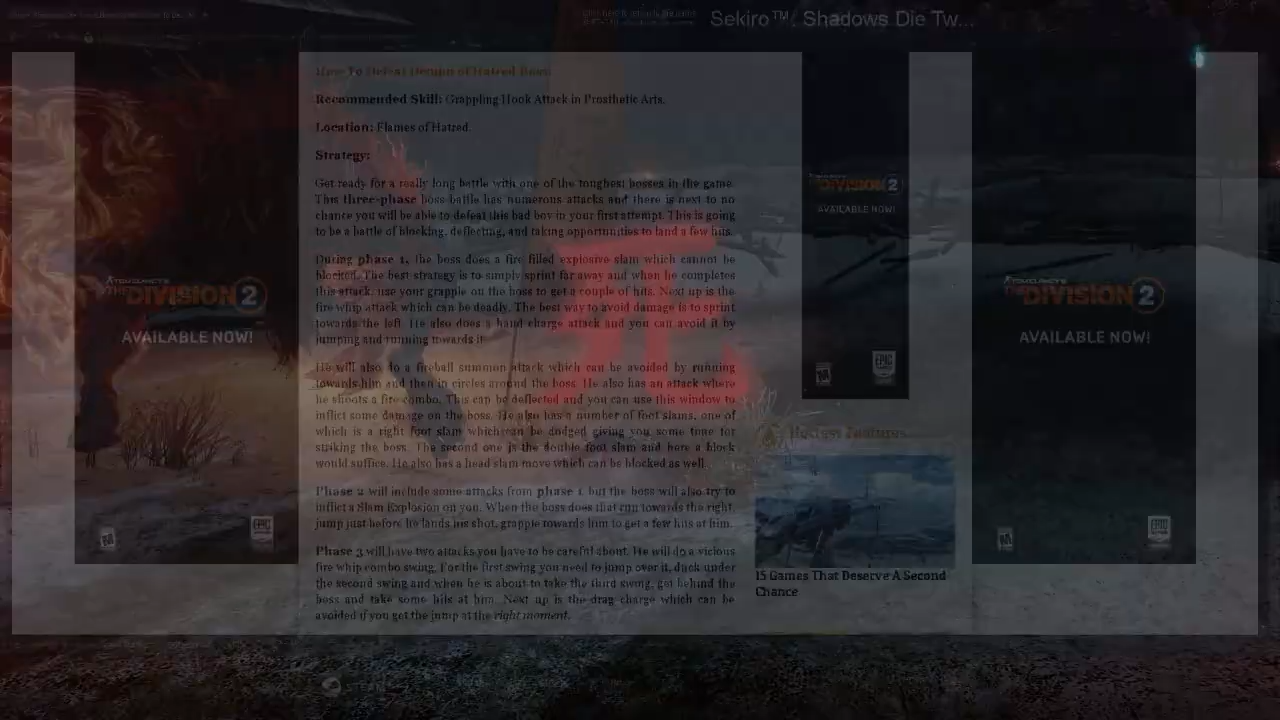 Sekiro™: Shadows Die Tw...
How To Defeat Demon of Hatred Boss
Recommended Skill: Grappling Hook Attack in Prosthetic Arts.
Location: Flames of Hatred.
Strategy:
Get ready for a really long battle with one of the toughest bosses in the game.
This three-phase boss battle has numerous attacks and there is next to no
chance you will be able to defeat this bad boy in your first attempt. This is going
to be a battle of blocking, deflecting, and taking opportunities to land a few hits.
During phase 1, the boss does a fire filled explosive slam which cannot be
blocked. The best strategy is to simply sprint far away and when he completes
this attack, use your grapple on the boss to get a couple of hits. Next up is the
fire whip attack which can be deadly. The best way to avoid damage is to sprint
towards the left. He also does a hand charge attack and you can avoid it by
jumping and running towards it.
He will also do a fireball summon attack which can be avoided by running
towards him and then in circles around the boss. He also has an attack where
he shoots a fire combo. This can be deflected and you can use this window to
inflict some damage on the boss. He also has a number of foot slams, one of
which is a right foot slam which can be dodged giving you some time for
striking the boss. The second one is the double foot slam and here a block
would suffice. He also has a head slam move which can be blocked as well.
Phase 2 will include some attacks from phase 1 but the boss will also try to
inflict a Slam Explosion on you. When the boss does that run towards the right,
jump just before he lands his shot, grapple towards him to get a few hits at him.
Phase 3 will have two attacks you have to be careful about. He will do a vicious
fire whip combo swing. For the first swing you need to jump over it, duck under
the second swing and when he is about to take the third swing, get behind the
boss and take some hits at him. Next up is the drag charge which can be
avoided if you get the jump at the right moment.
TOM CLANCY'S
THE DIVISION 2
AVAILABLE NOW!
M
EPIC
GAMES
TOM CLANCY'S
THE DIVISION 2
AVAILABLE NOW!
M
EPIC
GAMES
Hottest Features
15 Games That Deserve A Second
Chance
TOM CLANCY'S
THE DIVISION 2
AVAILABLE NOW!
M
EPIC
GAMES
STEAM